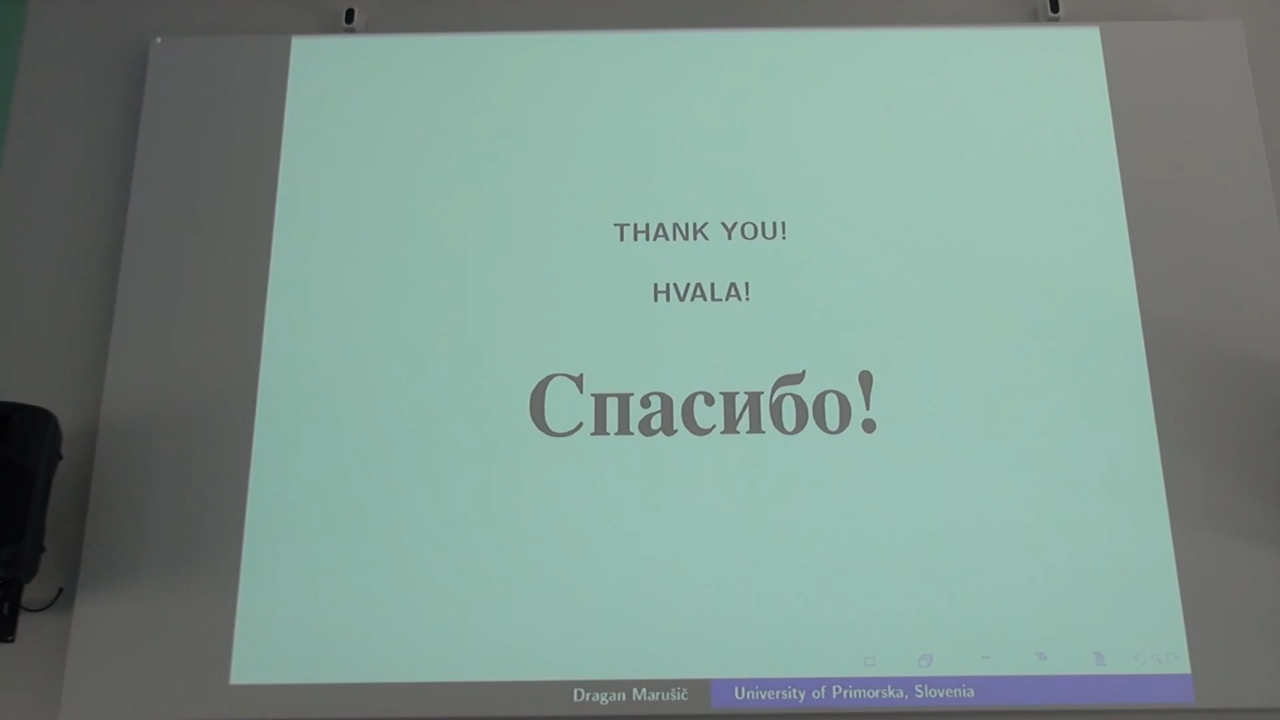 THANK YOU!
HVALA!
Спасибо!
Dragan Marušič University of Primorska, Slovenia